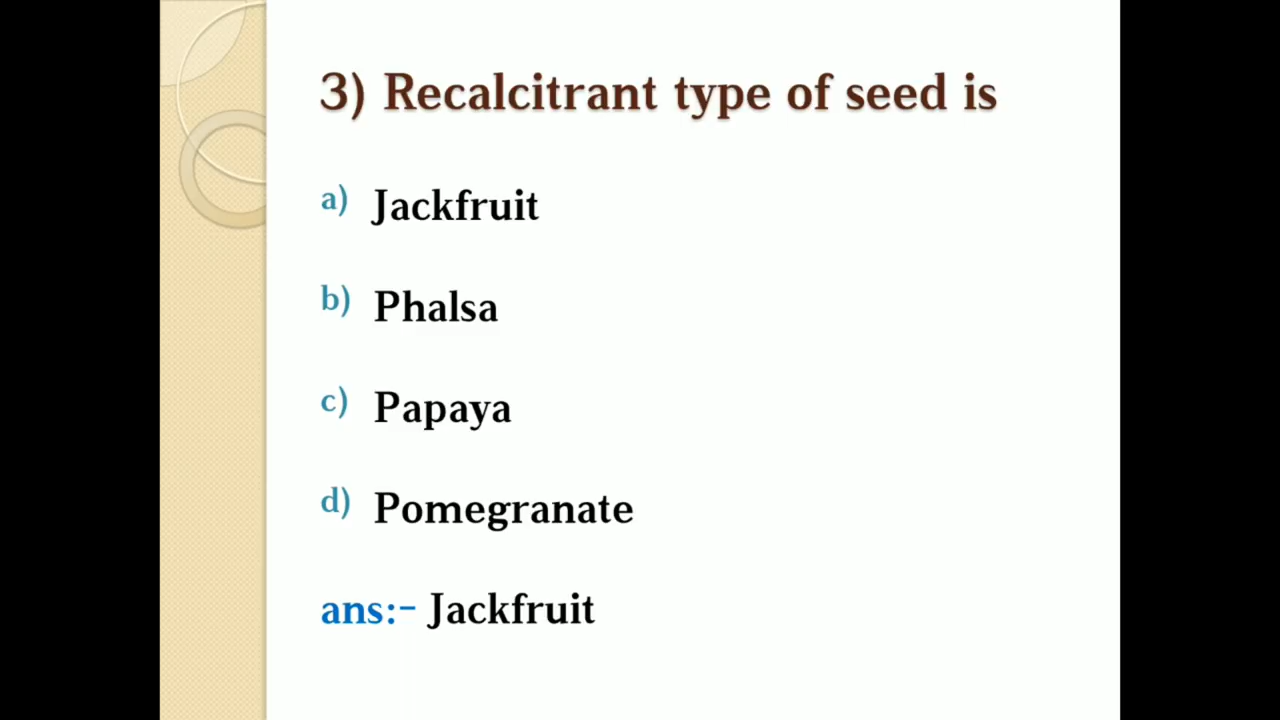 3) Recalcitrant type of seed is
a) Jackfruit
b) Phalsa
c) Papaya
d) Pomegranate
ans:- Jackfruit